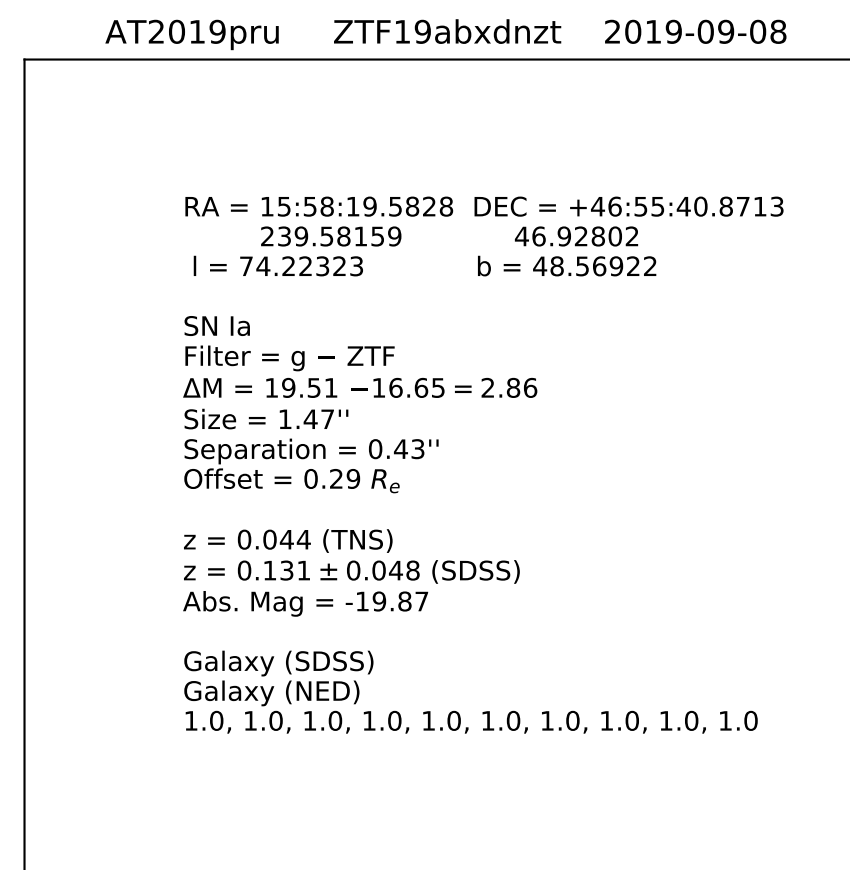 AT2019pru ZTF19abxdnzt 2019-09-08
RA = 15:58:19.5828 DEC = +46:55:40.8713
239.58159 46.92802
l = 74.22323 b = 48.56922
SN Ia
Filter = g − ZTF
ΔM = 19.51 −16.65 = 2.86
Size = 1.47''
Separation = 0.43''
Offset = 0.29 Rₑ
z = 0.044 (TNS)
z = 0.131 ± 0.048 (SDSS)
Abs. Mag = -19.87
Galaxy (SDSS)
Galaxy (NED)
1.0, 1.0, 1.0, 1.0, 1.0, 1.0, 1.0, 1.0, 1.0, 1.0